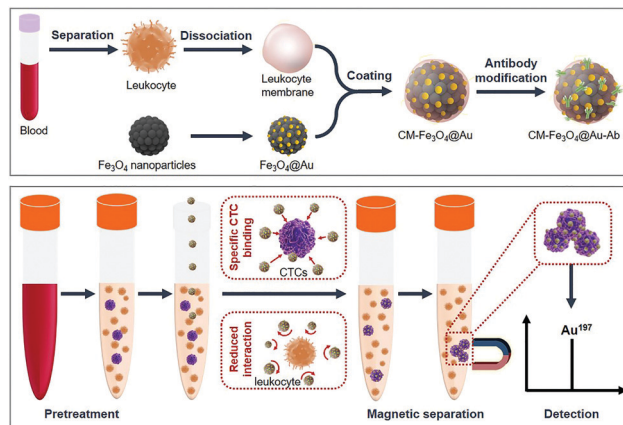 Separation
Dissociation
Leukocyte
Leukocyte
membrane
Blood
Fe₃O₄ nanoparticles
Fe₃O₄@Au
Coating
CM-Fe₃O₄@Au
Antibody
modification
CM-Fe₃O₄@Au-Ab
Specific CTC
binding
CTCs
Reduced
interaction
leukocyte
Au¹⁹⁷
Pretreatment
Magnetic separation
Detection